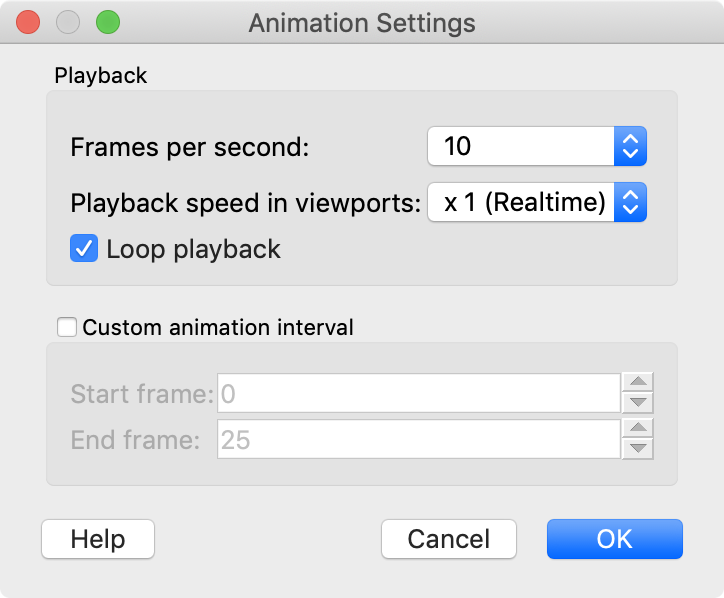 Animation Settings
Playback
Frames per second: 10
Playback speed in viewports: x 1 (Realtime)
Loop playback
Custom animation interval
Start frame: 0
End frame: 25
Help Cancel OK